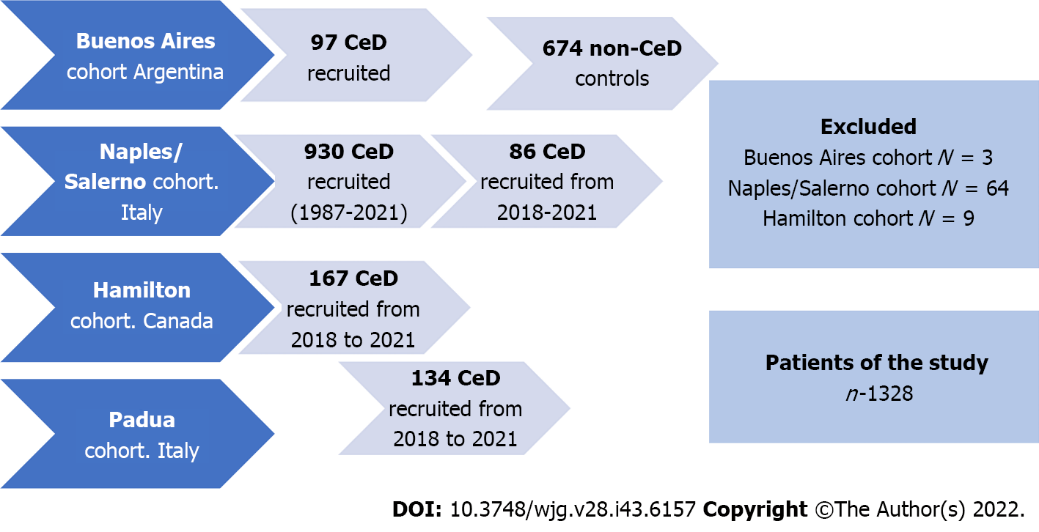 Buenos Aires
cohort Argentina
97 CeD
recruited
674 non-CeD
controls
Naples/
Salerno cohort.
Italy
930 CeD
recruited
(1987-2021)
86 CeD
recruited from
2018-2021
Hamilton
cohort. Canada
167 CeD
recruited from
2018 to 2021
Padua
cohort. Italy
134 CeD
recruited from
2018 to 2021
Excluded
Buenos Aires cohort N = 3
Naples/Salerno cohort N = 64
Hamilton cohort N = 9
Patients of the study
n-1328
DOI: 10.3748/wjg.v28.i43.6157 Copyright ©The Author(s) 2022.